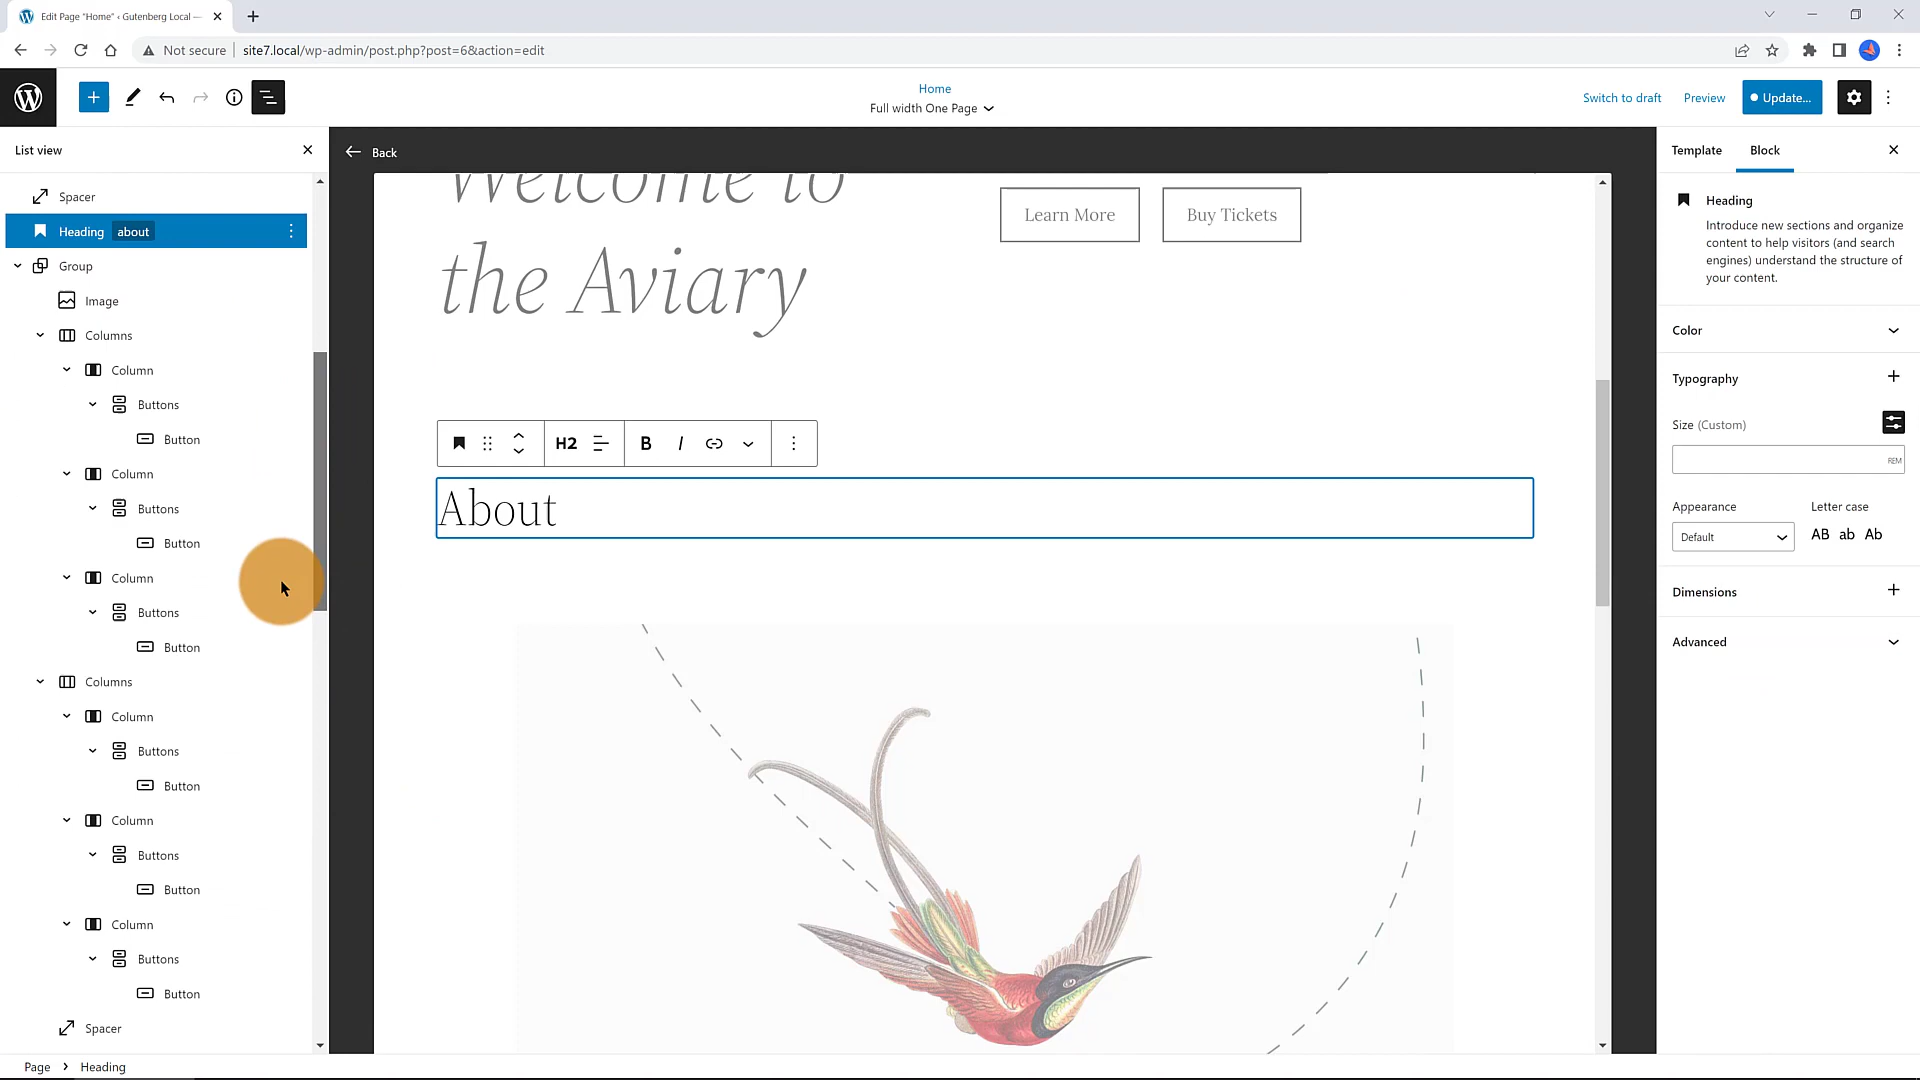 Edit Page "Home" ‹ Gutenberg Local —
Not secure
site7.local/wp-admin/post.php?post=6&action=edit
Home
Full width One Page
Switch to draft
Preview
Update...
List view
Spacer
Heading about
Group
Image
Columns
Column
Buttons
Button
Column
Buttons
Button
Column
Buttons
Button
Columns
Column
Buttons
Button
Column
Buttons
Button
Column
Buttons
Button
Spacer
Back
Welcome to
the Aviary
Learn More
Buy Tickets
H2
B
I
About
Template
Block
Heading
Introduce new sections and organize
content to help visitors (and search
engines) understand the structure of
your content.
Color
Typography
Size (Custom)
REM
Appearance
Letter case
Default
AB ab Ab
Dimensions
Advanced
Page
Heading